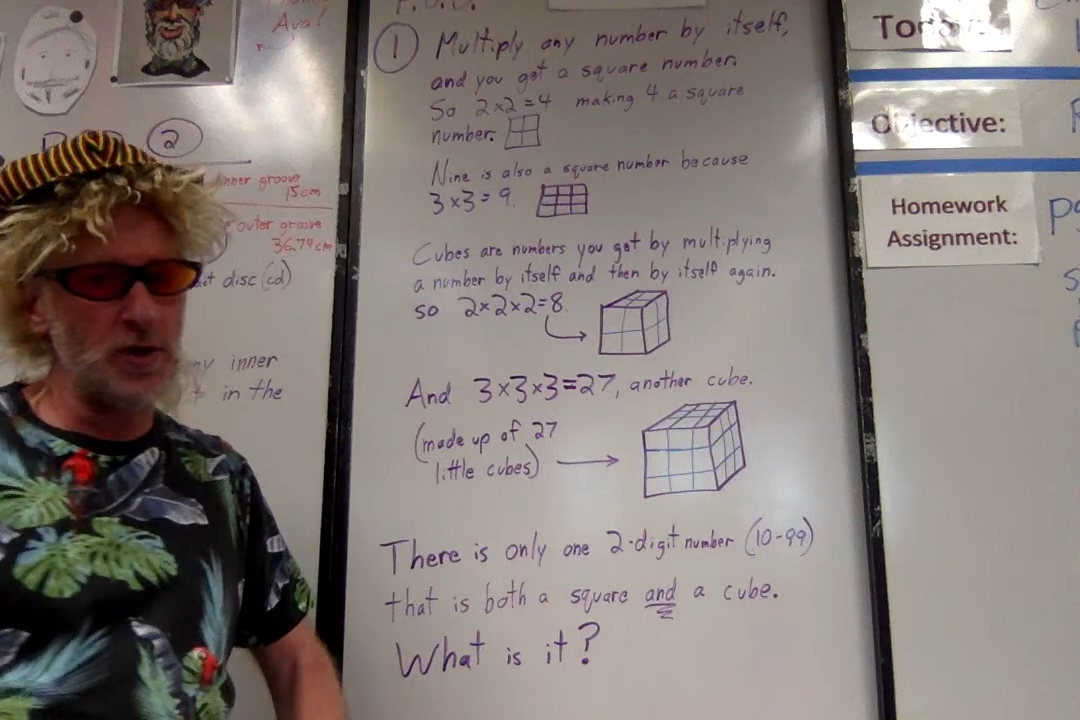 Ava!
P.O.D.
2
inner groove
15cm
outer groove
36.79 cm
disc (cd)
inner
in the
1 Multiply any number by itself,
and you get a square number.
So 2×2=4 making 4 a square
number.
Nine is also a square number because
3×3=9.
Cubes are numbers you get by multiplying
a number by itself and then by itself again.
so 2×2×2=8.
And 3×3×3=27, another cube.
(made up of 27
little cubes)
There is only one 2-digit number (10-99)
that is both a square and a cube.
What is it?
Objective:
Homework
Assignment: